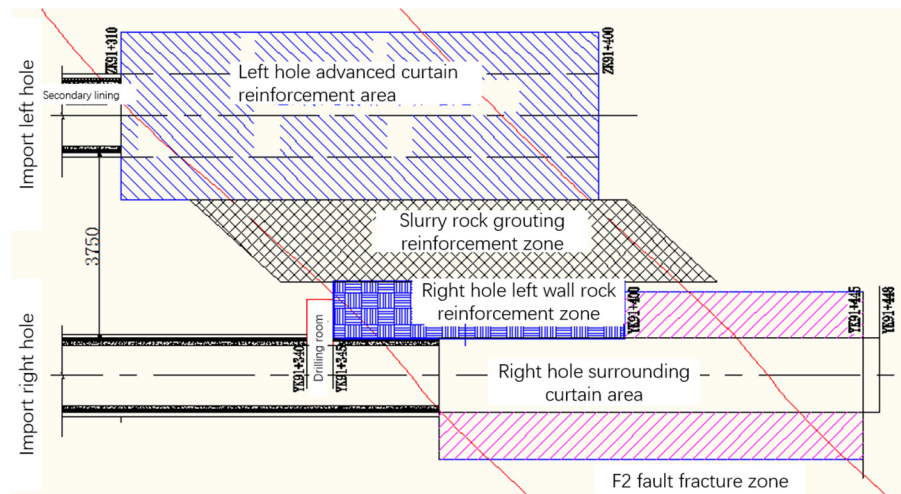 ZK91+310
ZK91+400
Import left hole
Secondary lining
Left hole advanced curtain
reinforcement area
3750
Slurry rock grouting
reinforcement zone
Right hole left wall rock
reinforcement zone
YK91+400
YK91+445
YK91+448
Import right hole
YK91+340
Drilling room
YK91+345
Right hole surrounding
curtain area
F2 fault fracture zone